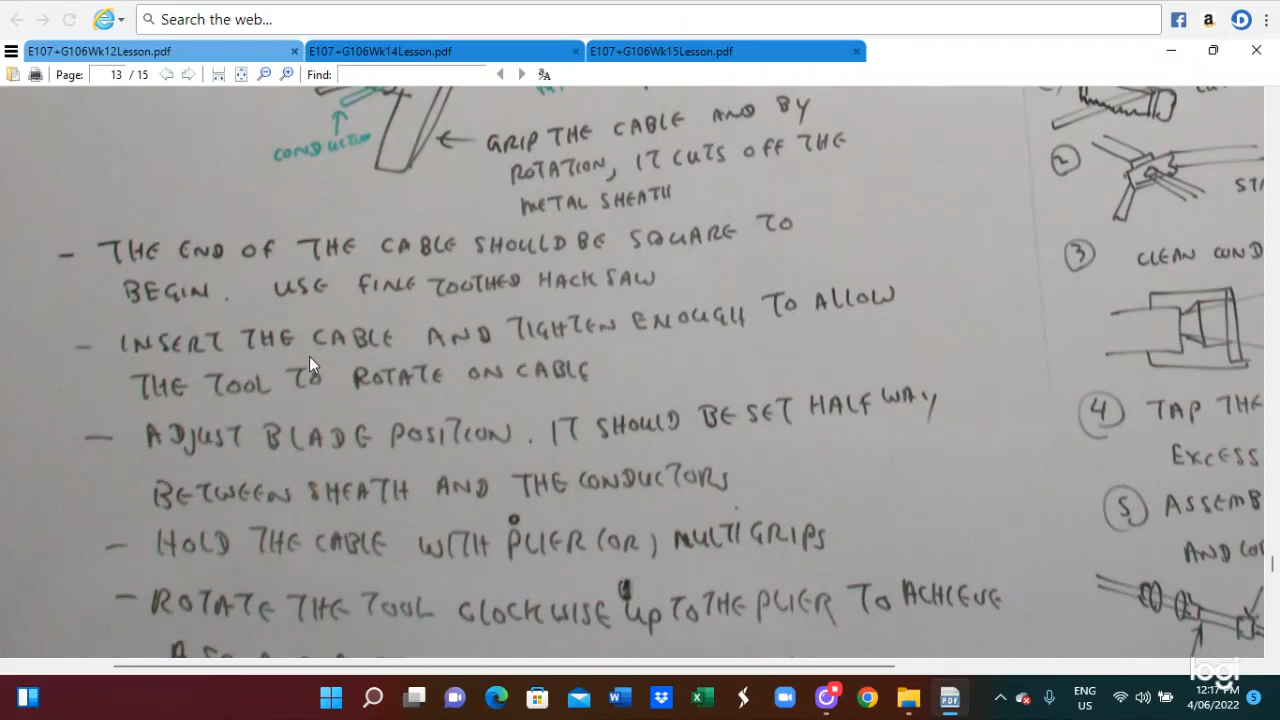 Search the web...
E107+G106Wk12Lesson.pdf
E107+G106Wk14Lesson.pdf
E107+G106Wk15Lesson.pdf
Page: 13 / 15
Find:
CONDUCTOR
GRIP THE CABLE AND BY
ROTATION, IT CUTS OFF THE
METAL SHEATH
- THE END OF THE CABLE SHOULD BE SQUARE TO
BEGIN. USE FINE TOOTHED HACK SAW
- INSERT THE CABLE AND TIGHTEN ENOUGH TO ALLOW
THE TOOL TO ROTATE ON CABLE
- ADJUST BLADE POSITION. IT SHOULD BE SET HALF WAY
BETWEEN SHEATH AND THE CONDUCTORS
- HOLD THE CABLE WITH PLIER (OR) MULTIGRIPS
- ROTATE THE TOOL CLOCKWISE UP TO THE PLIER TO ACHIEVE
2
3 CLEAN COND
4 TAP THE
EXCESS
5 ASSEMB
logi
ENG
US
12:17 PM
4/06/2022
5